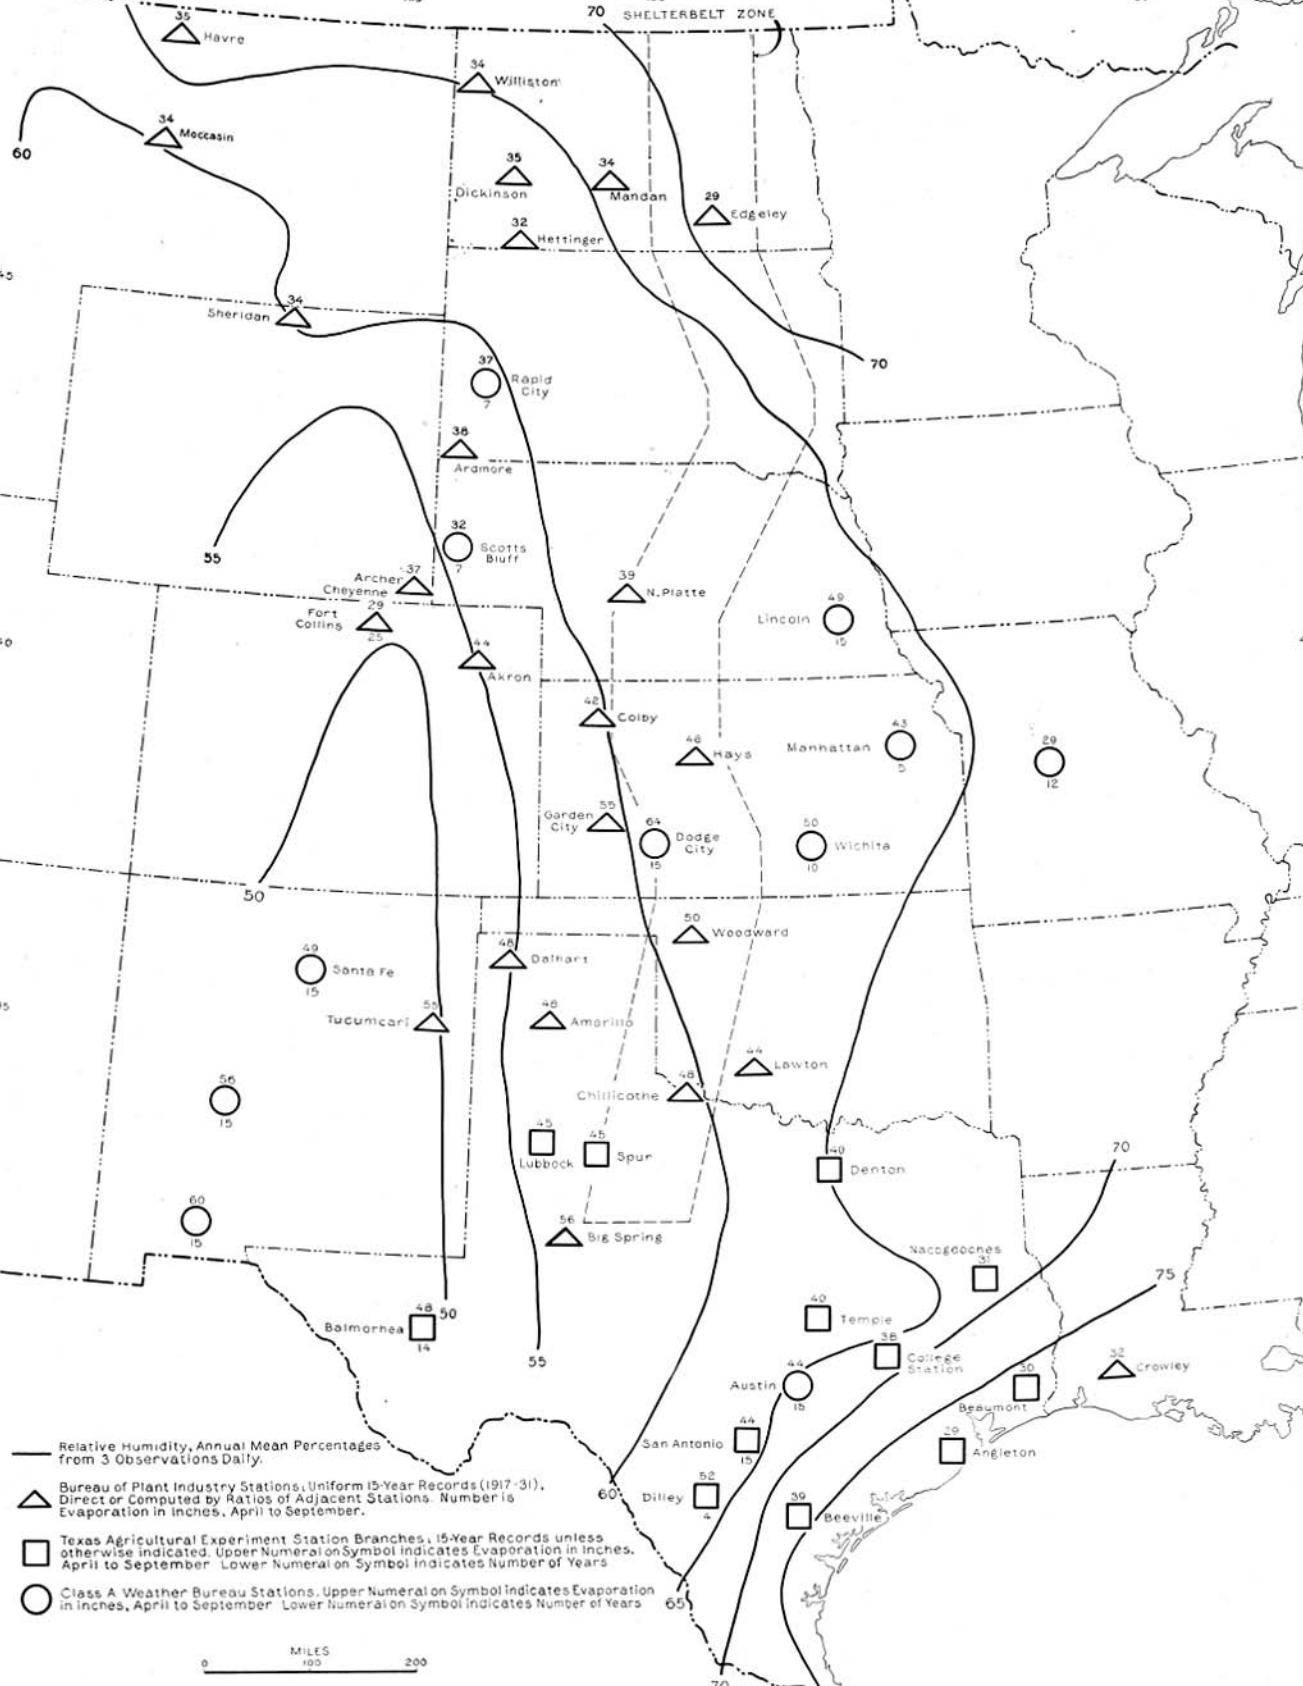 70 SHELTERBELT ZONE
35
Havre
34
Williston
34
Moccasin
60
35
Dickinson
34
Mandan
29
Edgeley
32
Hettinger
45
34
Sheridan
70
37
Rapid
City
7
38
Ardmore
55
32
Scotts
Bluff
7
37
Archer
Cheyenne
29
Fort
Collins
25
39
N. Platte
49
Lincoln
15
44
Akron
42
Colby
48
Hays
43
Manhattan
5
29
12
55
Garden
City
64
Dodge
City
15
50
Wichita
10
50
50
Woodward
49
Santa Fe
15
48
Dalhart
55
Tucumcari
48
Amarillo
44
Lawton
48
Chillicothe
56
15
45
Lubbock
45
Spur
40
Denton
70
60
15
56
Big Spring
Nacogdoches
31
75
48
Balmorhea
14
50
55
40
Temple
38
College
Station
44
Austin
15
30
Beaumont
32
Crowley
44
San Antonio
15
29
Angleton
60
52
Dilley
4
39
Beeville
65
70
Relative Humidity, Annual Mean Percentages
from 3 Observations Daily.
Bureau of Plant Industry Stations; Uniform 15-Year Records (1917-31),
Direct or Computed by Ratios of Adjacent Stations. Number is
Evaporation in Inches, April to September.
Texas Agricultural Experiment Station Branches; 15-Year Records unless
otherwise indicated. Upper Numeral on Symbol indicates Evaporation in Inches,
April to September Lower Numeral on Symbol indicates Number of Years
Class A Weather Bureau Stations. Upper Numeral on Symbol indicates Evaporation
in inches, April to September Lower Numeral on Symbol indicates Number of Years
MILES
0 100 200